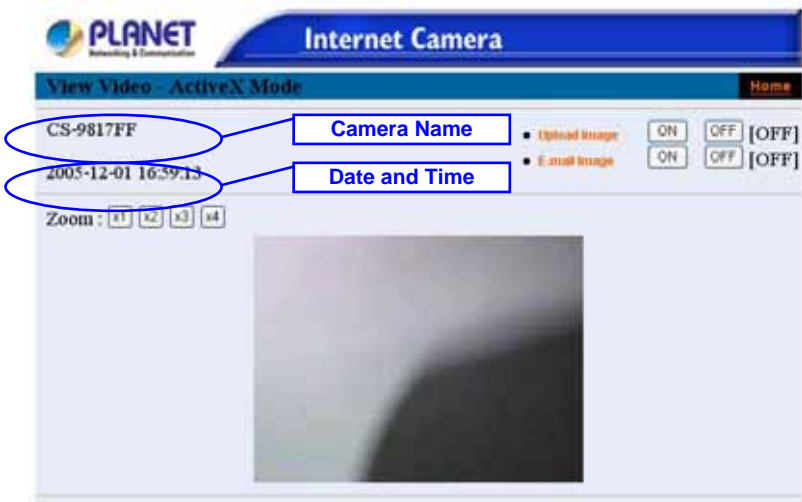 PLANET
Networking & Communication
Internet Camera
View Video - ActiveX Mode
Home
CS-9817FF
Camera Name
Upload Image ON OFF [OFF]
E-mail Image ON OFF [OFF]
2005-12-01 16:59:13
Date and Time
Zoom : x1 x2 x3 x4